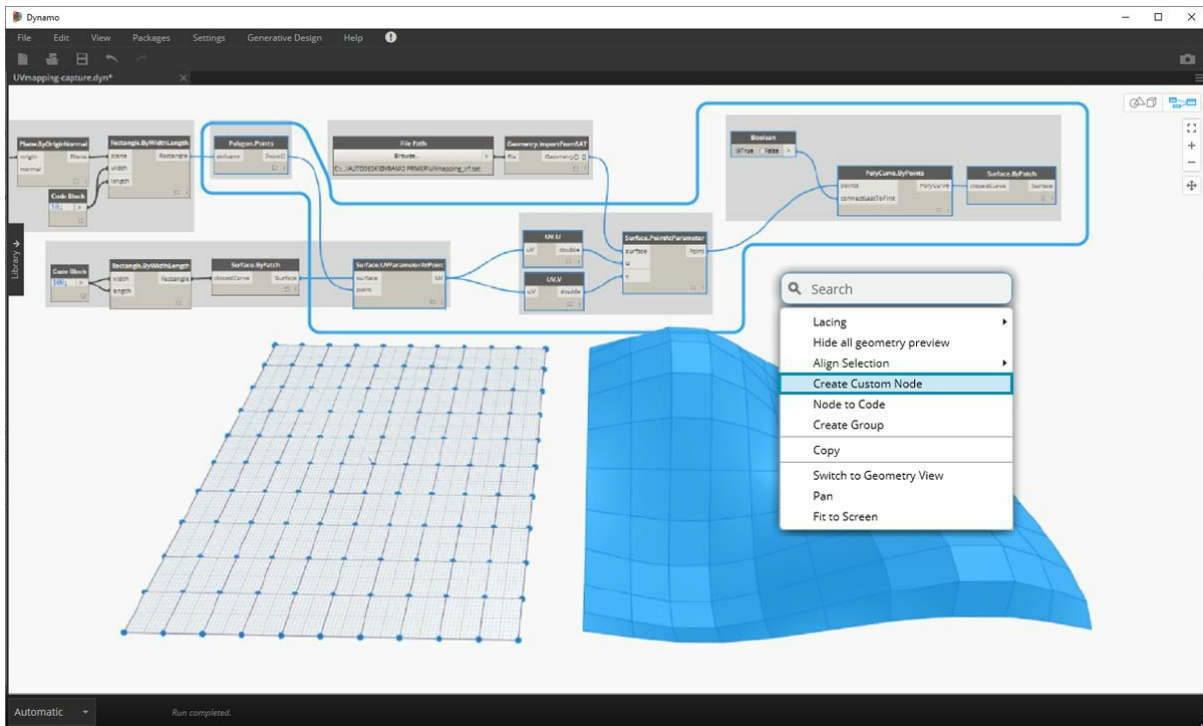 Dynamo
File Edit View Packages Settings Generative Design Help
UVmapping-capture.dyn*
Plane.ByOriginNormal
origin Plane
normal
Rectangle.ByWidthLength
plane Rectangle
width
length
Code Block
Polygon.Points
Point[]
File Path
Browse...
>
Geometry.ImportFromSAT
file Geometry[]
Boolean
True False >
PolyCurve.ByPoints
points PolyCurve
connectLastToFirst
Surface.ByPatch
closedCurve Surface
Library
Code Block
Rectangle.ByWidthLength
width Rectangle
length
Surface.ByPatch
closedCurve Surface
Surface.UVParameterAtPoint
surface UV
point
UV.U
uV double
UV.V
uV double
Surface.PointAtParameter
surface Point
u
v
Search
Lacing
Hide all geometry preview
Align Selection
Create Custom Node
Node to Code
Create Group
Copy
Switch to Geometry View
Pan
Fit to Screen
Automatic
Run completed.